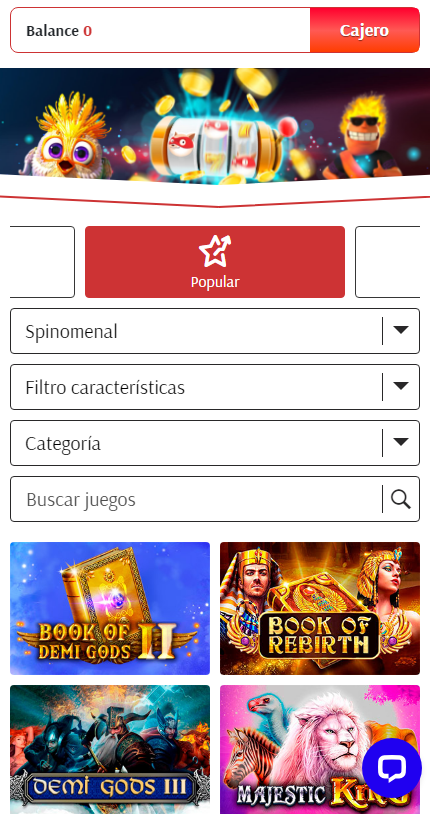 Balance 0
Cajero
Popular
Spinomenal
Filtro características
Categoría
Buscar juegos
BOOK OF
DEMI GODS II
BOOK OF
REBIRTH
DEMI GODS III
MAJESTIC KING